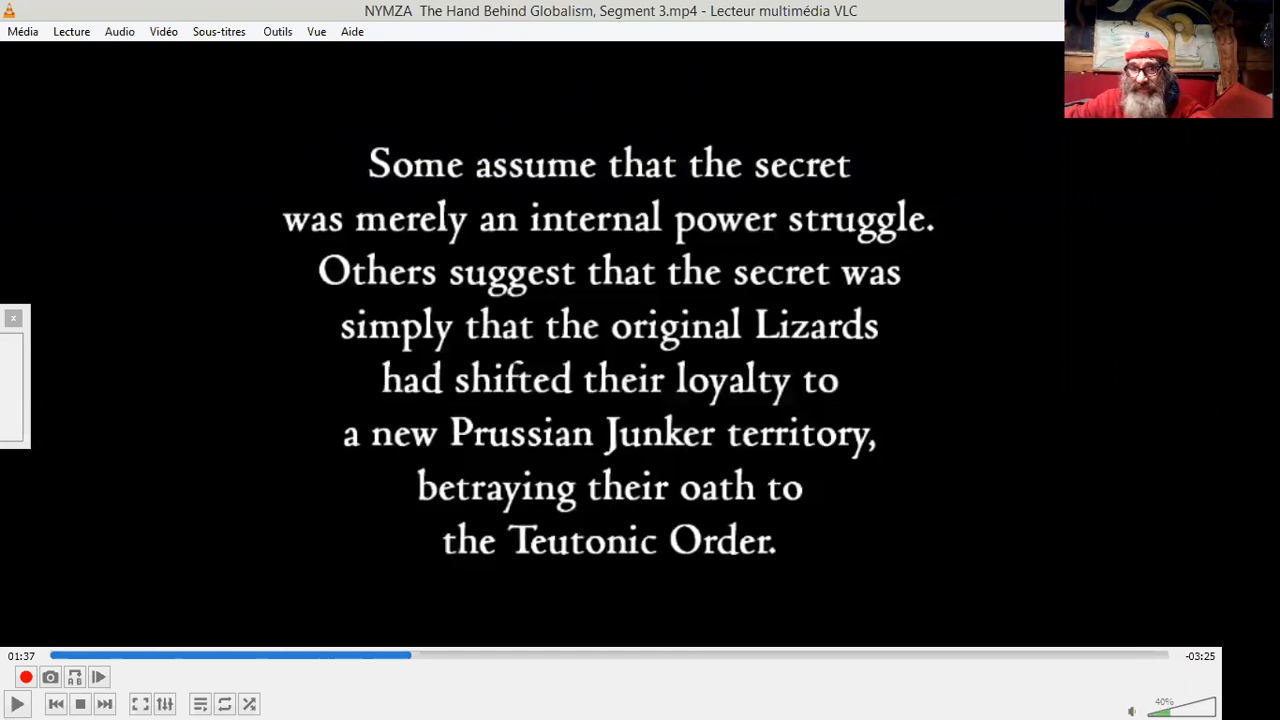 NYMZA The Hand Behind Globalism, Segment 3.mp4 - Lecteur multimédia VLC
Média Lecture Audio Vidéo Sous-titres Outils Vue Aide
Some assume that the secret
was merely an internal power struggle.
Others suggest that the secret was
simply that the original Lizards
had shifted their loyalty to
a new Prussian Junker territory,
betraying their oath to
the Teutonic Order.
01:37 -03:25
40%